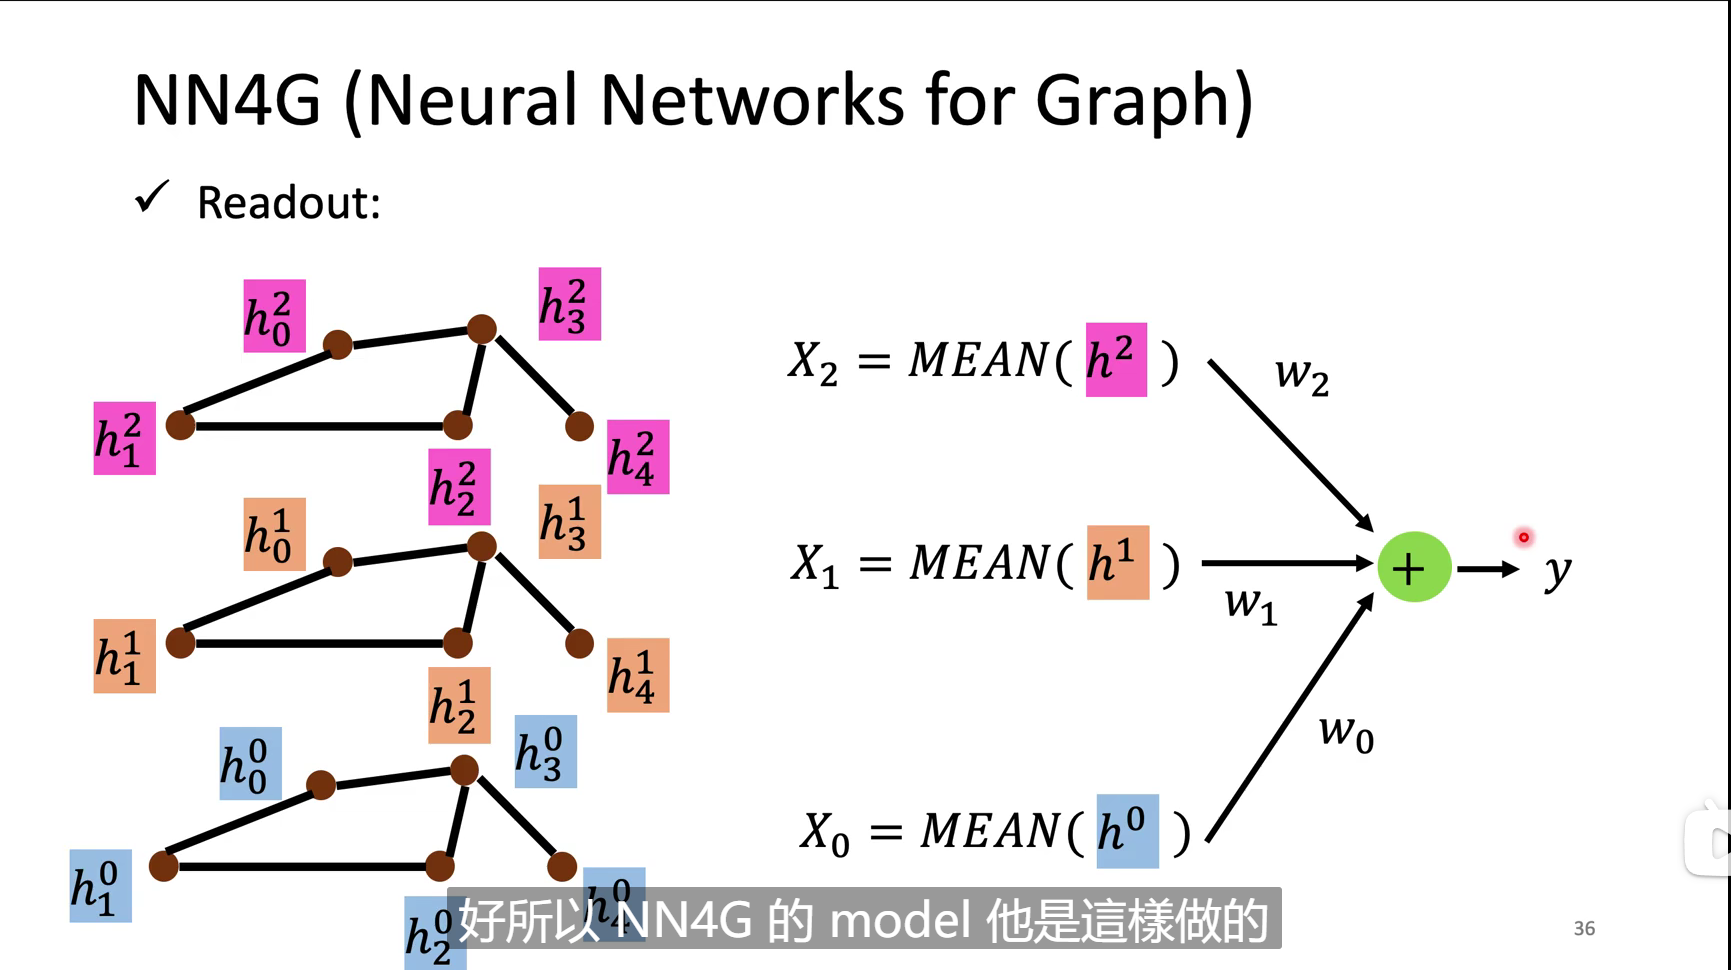 NN4G (Neural Networks for Graph)
✓ Readout:
h_0^2
h_3^2
h_1^2
h_2^2
h_4^2
h_0^1
h_3^1
h_1^1
h_2^1
h_4^1
h_0^0
h_3^0
h_1^0
h_2^0
h_4^0
X_2 = MEAN( h^2 )
w_2
X_1 = MEAN( h^1 )
w_1
+
y
w_0
X_0 = MEAN( h^0 )
好所以 NN4G 的 model 他是這樣做的
36